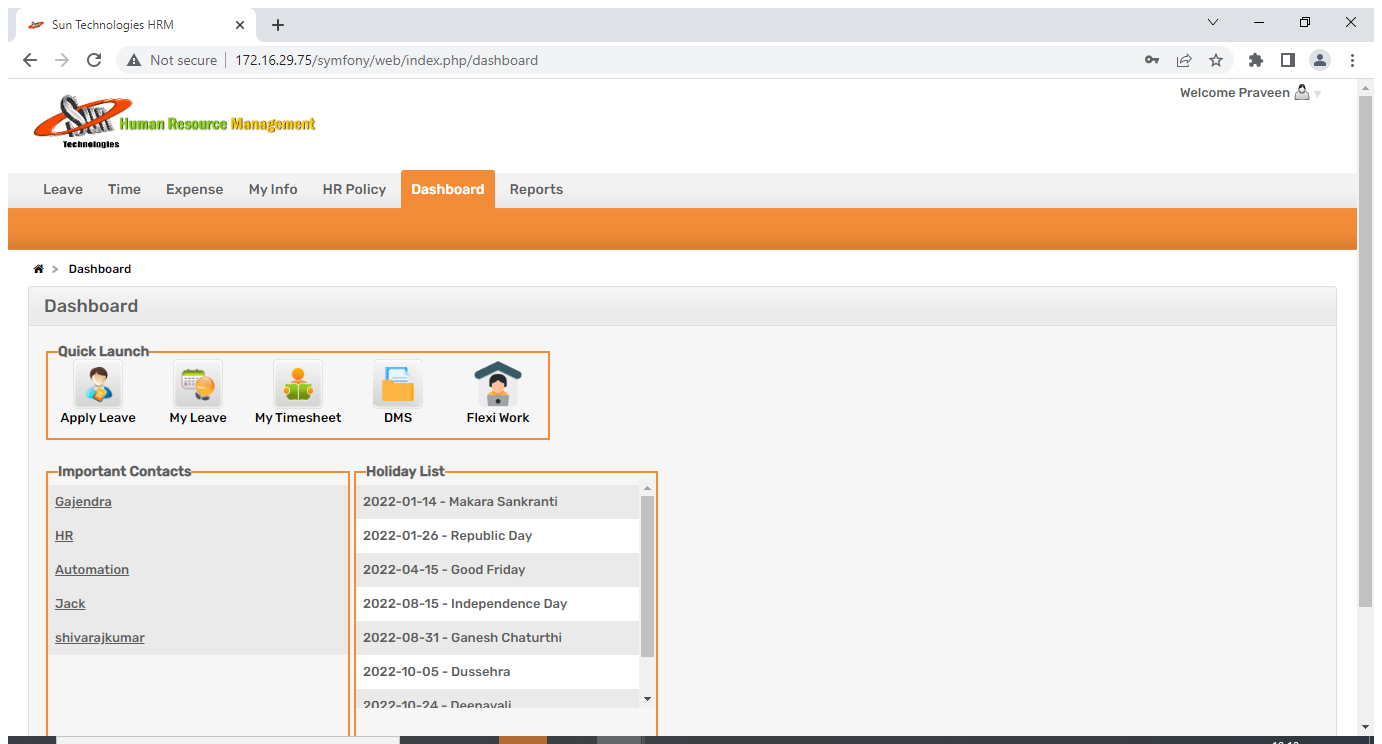 Sun Technologies HRM
Not secure 172.16.29.75/symfony/web/index.php/dashboard
Welcome Praveen
Sun Human Resource Management
Technologies
Leave Time Expense My Info HR Policy Dashboard Reports
> Dashboard
Dashboard
Quick Launch
Apply Leave My Leave My Timesheet DMS Flexi Work
Important Contacts
Gajendra
HR
Automation
Jack
shivarajkumar
Holiday List
2022-01-14 - Makara Sankranti
2022-01-26 - Republic Day
2022-04-15 - Good Friday
2022-08-15 - Independence Day
2022-08-31 - Ganesh Chaturthi
2022-10-05 - Dussehra
2022-10-24 - Deepavali